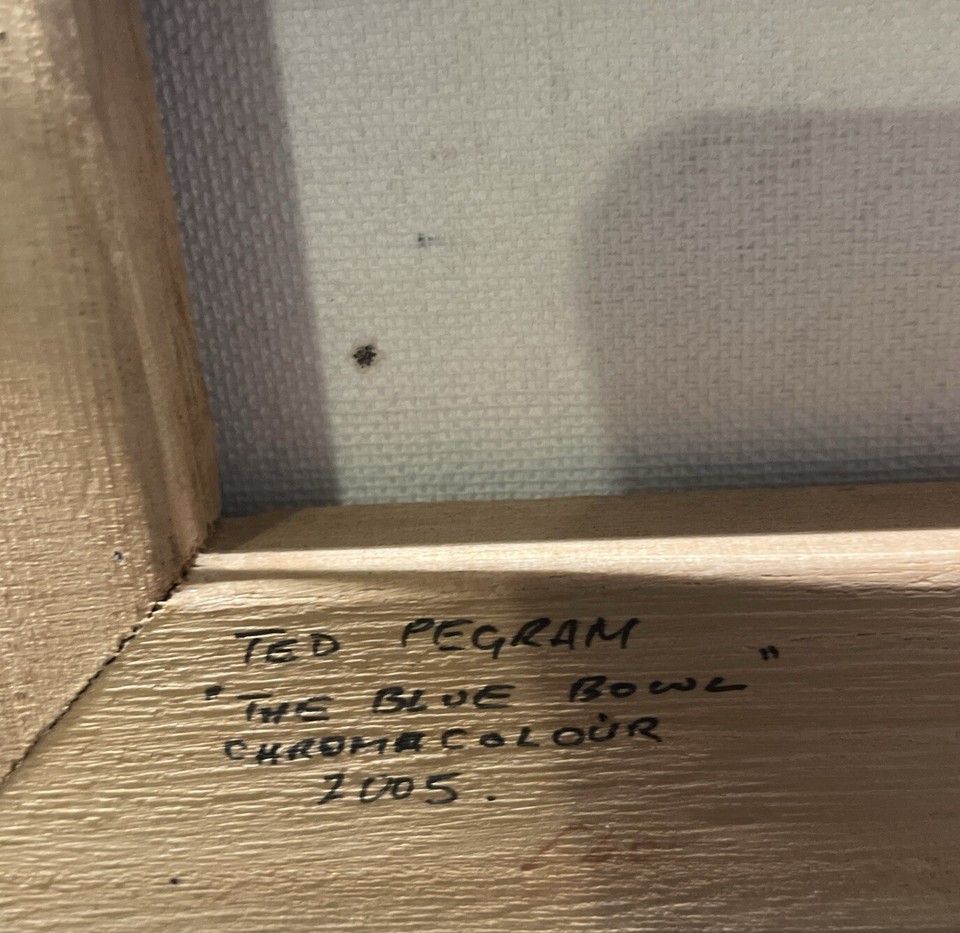 TED PEGRAM
"THE BLUE BOWL"
CHROMACOLOUR
2005.